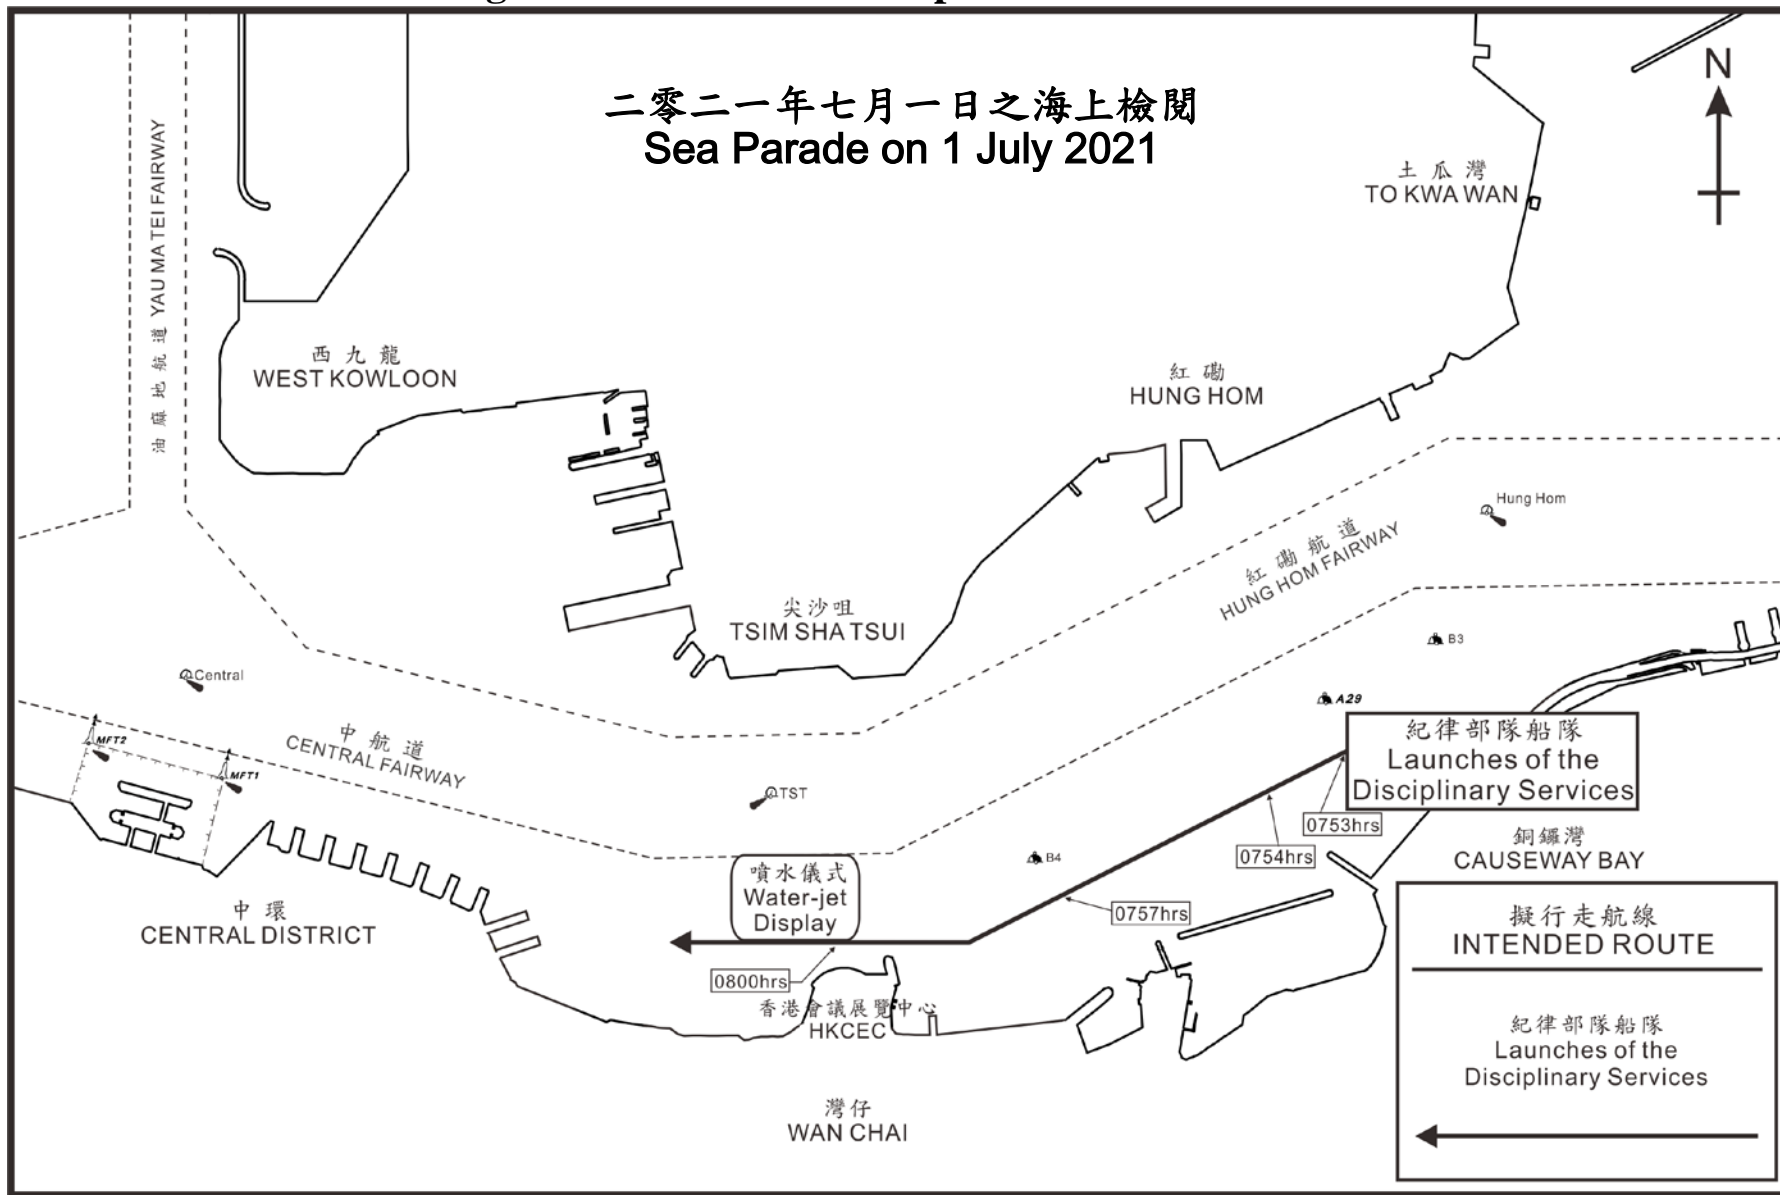 二零二一年七月一日之海上檢閱
Sea Parade on 1 July 2021
N
土瓜灣
TO KWA WAN
油麻地航道 YAU MA TEI FAIRWAY
西九龍
WEST KOWLOON
紅磡
HUNG HOM
Hung Hom
紅磡航道
HUNG HOM FAIRWAY
尖沙咀
TSIM SHA TSUI
B3
Central
A29
中航道
CENTRAL FAIRWAY
MFT2
MFT1
紀律部隊船隊
Launches of the
Disciplinary Services
TST
0753hrs
0754hrs
B4
銅鑼灣
CAUSEWAY BAY
噴水儀式
Water-jet
Display
0757hrs
中環
CENTRAL DISTRICT
0800hrs
香港會議展覽中心
HKCEC
灣仔
WAN CHAI
擬行走航線
INTENDED ROUTE
紀律部隊船隊
Launches of the
Disciplinary Services